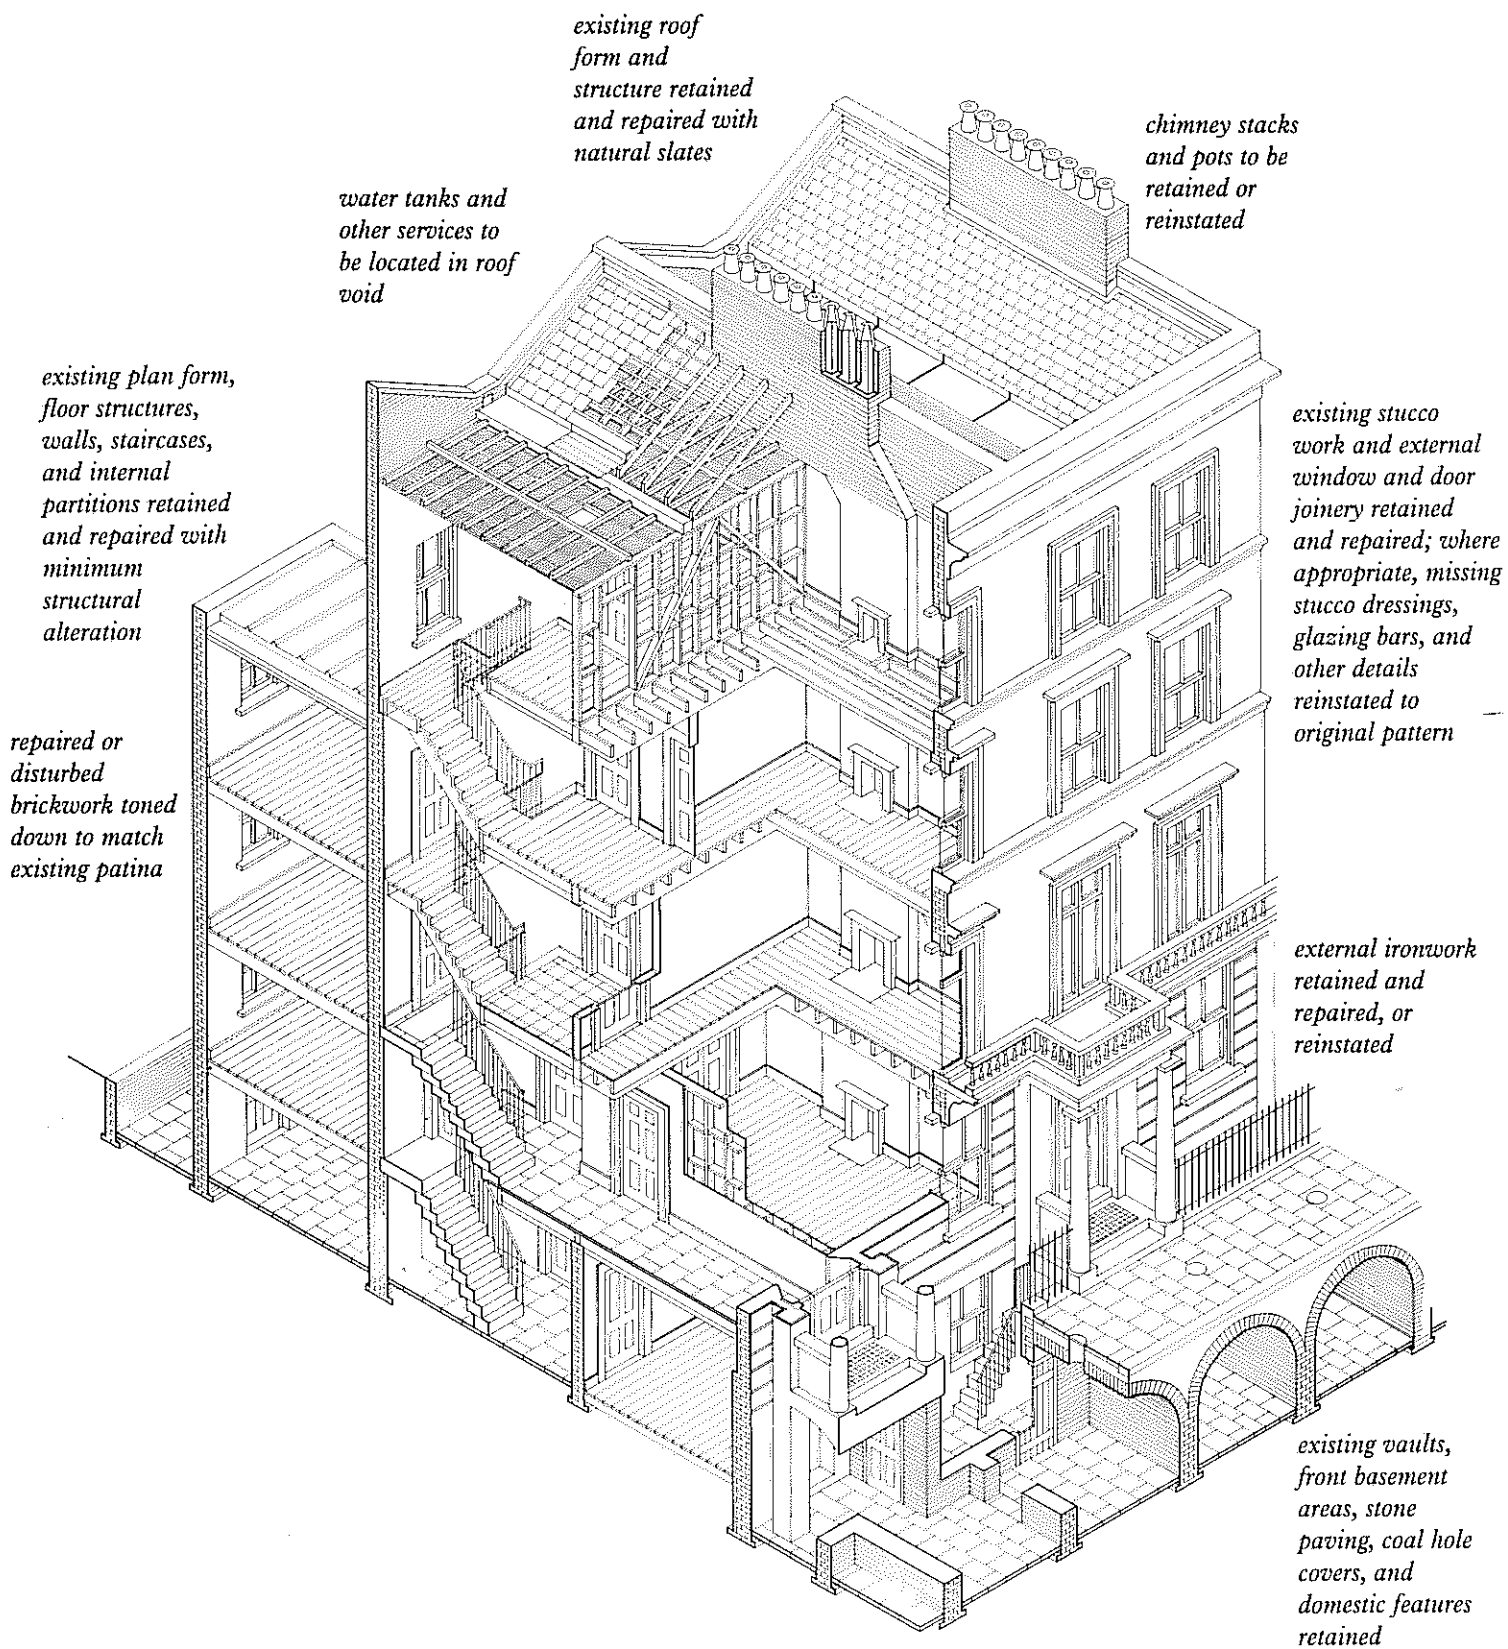 existing roof
form and
structure retained
and repaired with
natural slates
chimney stacks
and pots to be
retained or
reinstated
water tanks and
other services to
be located in roof
void
existing plan form,
floor structures,
walls, staircases,
and internal
partitions retained
and repaired with
minimum
structural
alteration
existing stucco
work and external
window and door
joinery retained
and repaired; where
appropriate, missing
stucco dressings,
glazing bars, and
other details
reinstated to
original pattern
repaired or
disturbed
brickwork toned
down to match
existing patina
external ironwork
retained and
repaired, or
reinstated
existing vaults,
front basement
areas, stone
paving, coal hole
covers, and
domestic features
retained